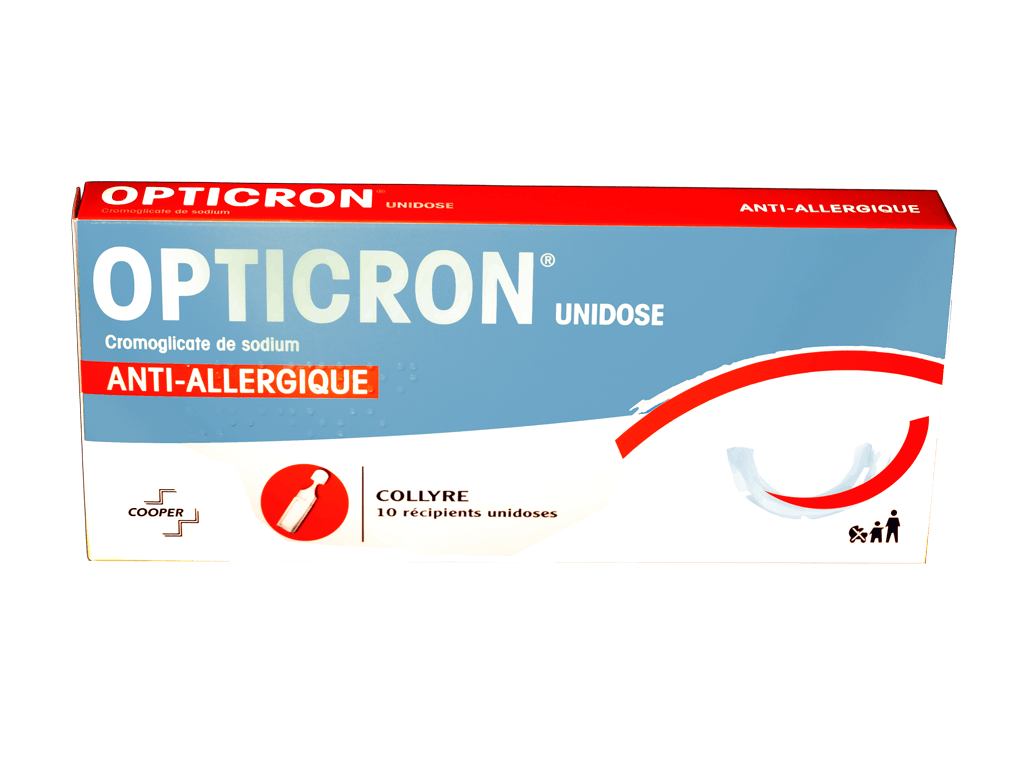 OPTICRON® UNIDOSE
Cromoglicate de sodium
ANTI-ALLERGIQUE
OPTICRON® UNIDOSE
Cromoglicate de sodium
ANTI-ALLERGIQUE
COOPER
COLLYRE
10 récipients unidoses